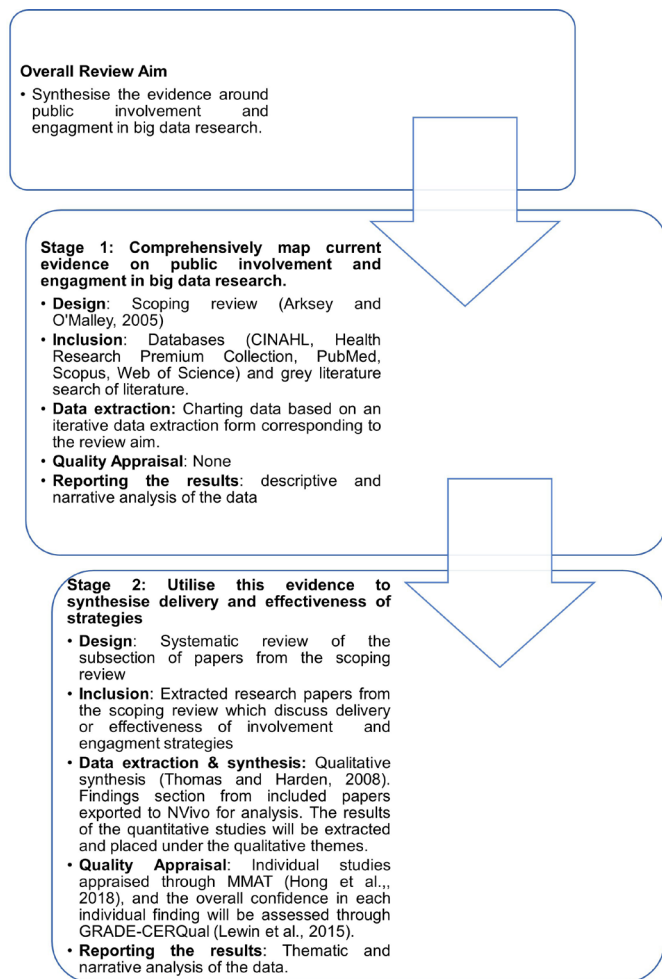 Overall Review Aim
• Synthesise the evidence around
public involvement and
engagment in big data research.
Stage 1: Comprehensively map current
evidence on public involvement and
engagment in big data research.
• Design: Scoping review (Arksey and
O'Malley, 2005)
• Inclusion: Databases (CINAHL, Health
Research Premium Collection, PubMed,
Scopus, Web of Science) and grey literature
search of literature.
• Data extraction: Charting data based on an
iterative data extraction form corresponding to
the review aim.
• Quality Appraisal: None
• Reporting the results: descriptive and
narrative analysis of the data
Stage 2: Utilise this evidence to
synthesise delivery and effectiveness of
strategies
• Design: Systematic review of the
subsection of papers from the scoping
review
• Inclusion: Extracted research papers from
the scoping review which discuss delivery
or effectiveness of involvement and
engagment strategies
• Data extraction & synthesis: Qualitative
synthesis (Thomas and Harden, 2008).
Findings section from included papers
exported to NVivo for analysis. The results
of the quantitative studies will be extracted
and placed under the qualitative themes.
• Quality Appraisal: Individual studies
appraised through MMAT (Hong et al.,,
2018), and the overall confidence in each
individual finding will be assessed through
GRADE-CERQual (Lewin et al., 2015).
• Reporting the results: Thematic and
narrative analysis of the data.